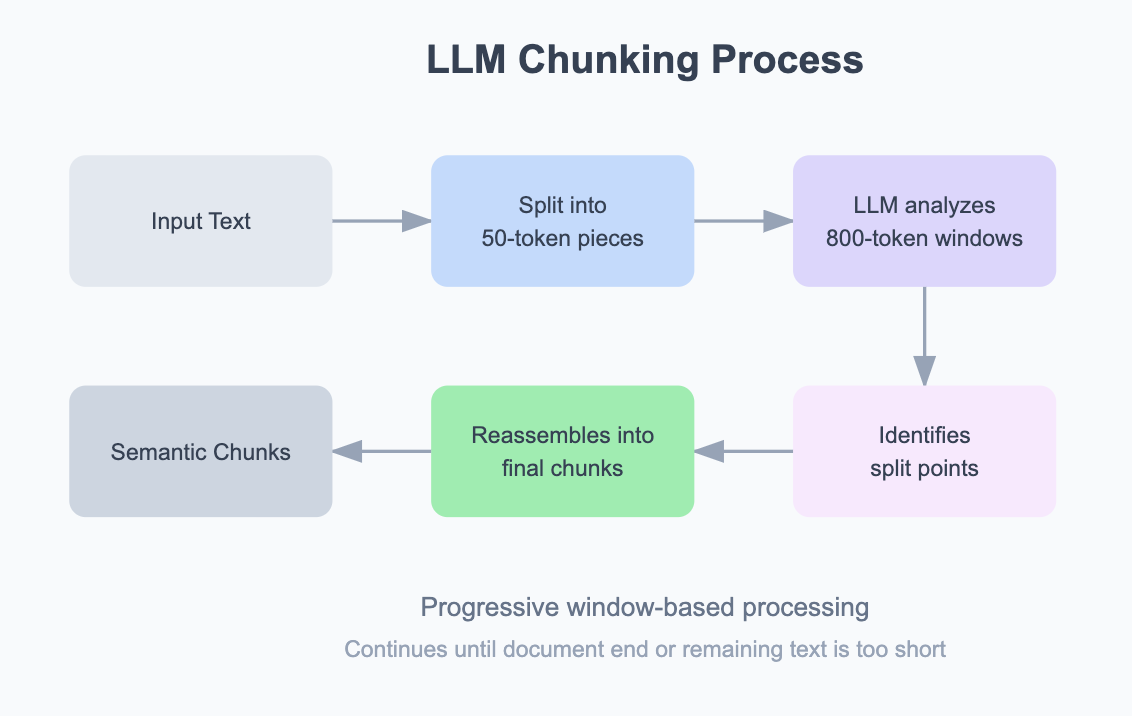 LLM Chunking Process
Input Text
Split into
50-token pieces
LLM analyzes
800-token windows
Identifies
split points
Reassembles into
final chunks
Semantic Chunks
Progressive window-based processing
Continues until document end or remaining text is too short